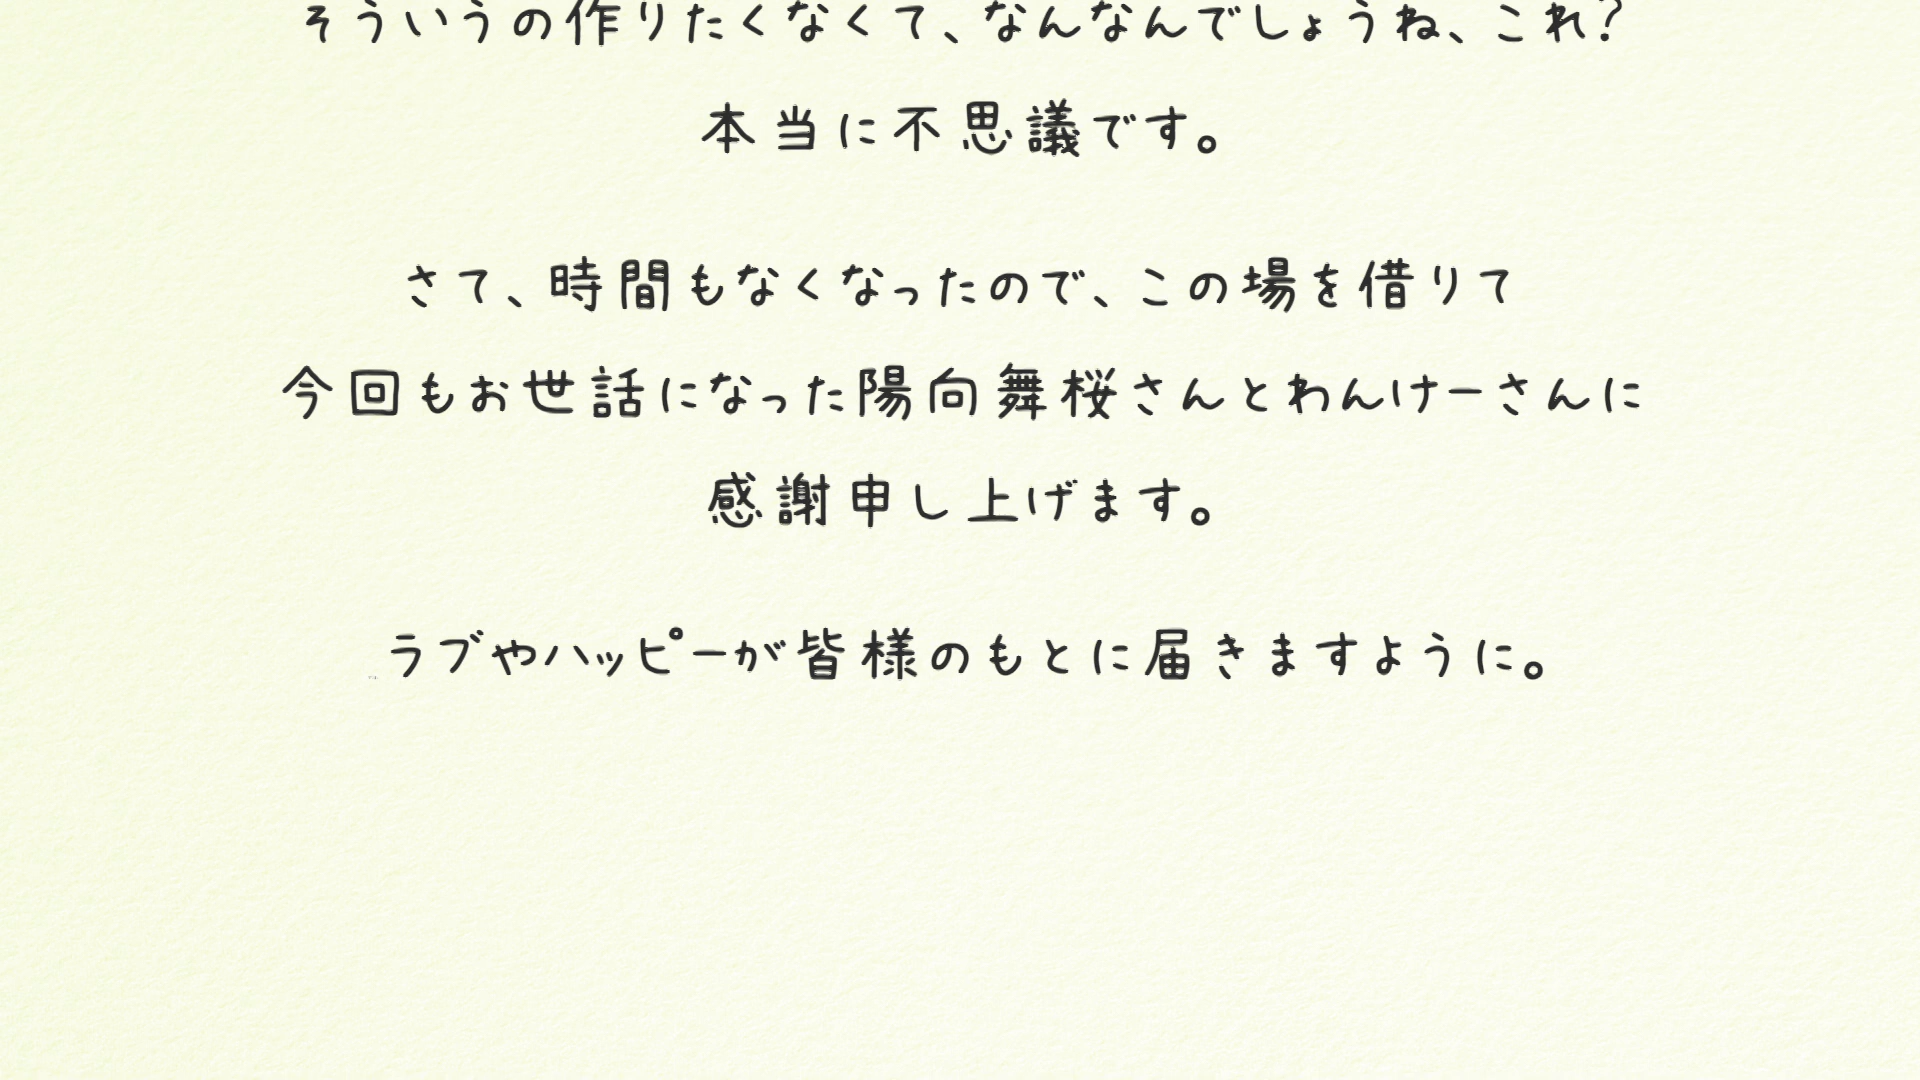 そういうの作りたくなくて、なんなんでしょうね、これ?
本当に不思議です。
さて、時間もなくなったので、この場を借りて
今回もお世話になった陽向舞桜さんとわんけーさんに
感謝申し上げます。
ラブやハッピーが皆様のもとに届きますように。